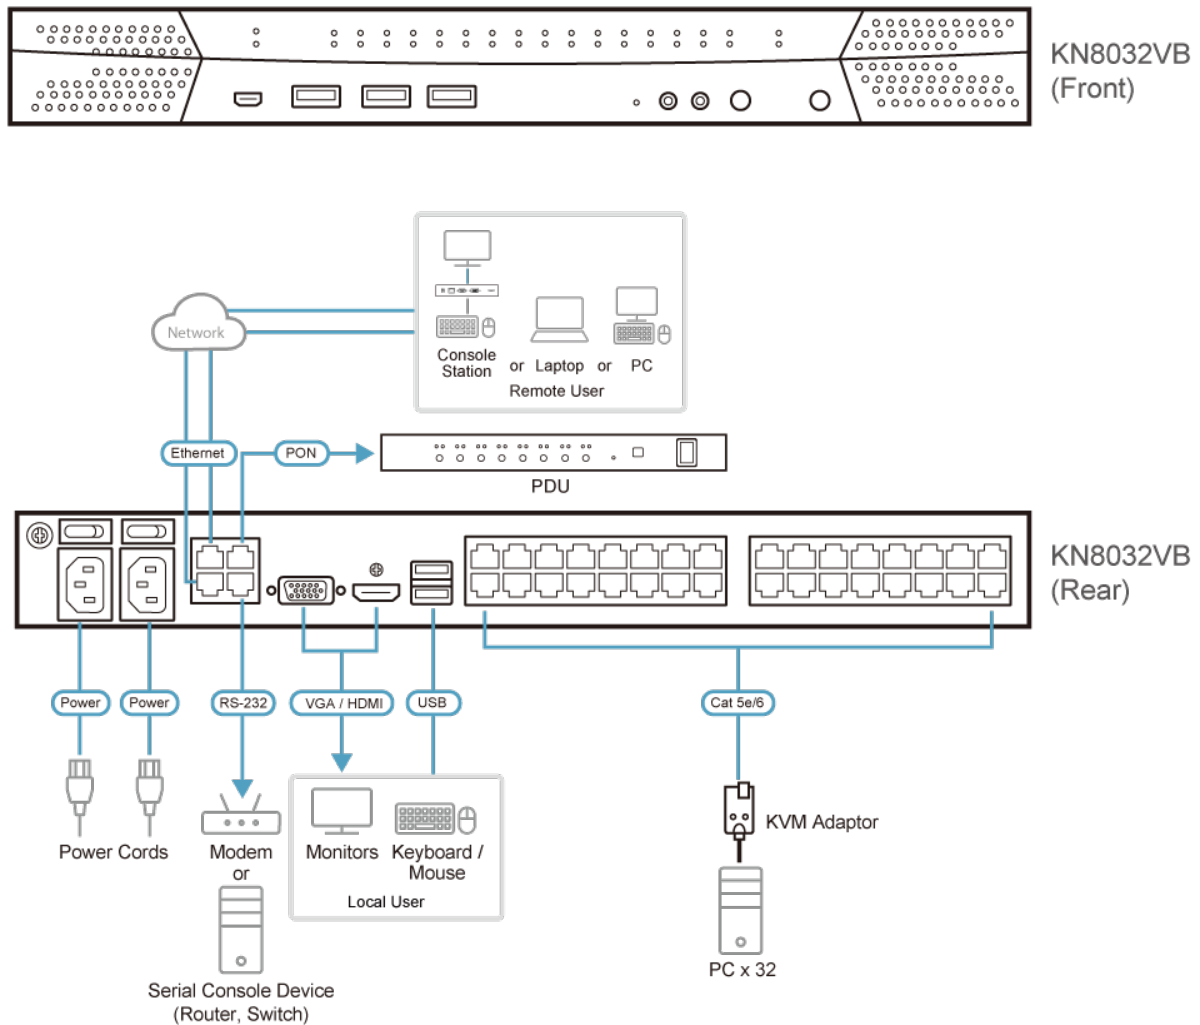 KN8032VB
(Front)
Network
Console
Station
or
Laptop
or
PC
Remote User
Ethernet
PON
PDU
KN8032VB
(Rear)
Power
Power
RS-232
VGA / HDMI
USB
Cat 5e/6
Power Cords
Modem
or
Serial Console Device
(Router, Switch)
Monitors
Keyboard /
Mouse
Local User
KVM Adaptor
PC x 32